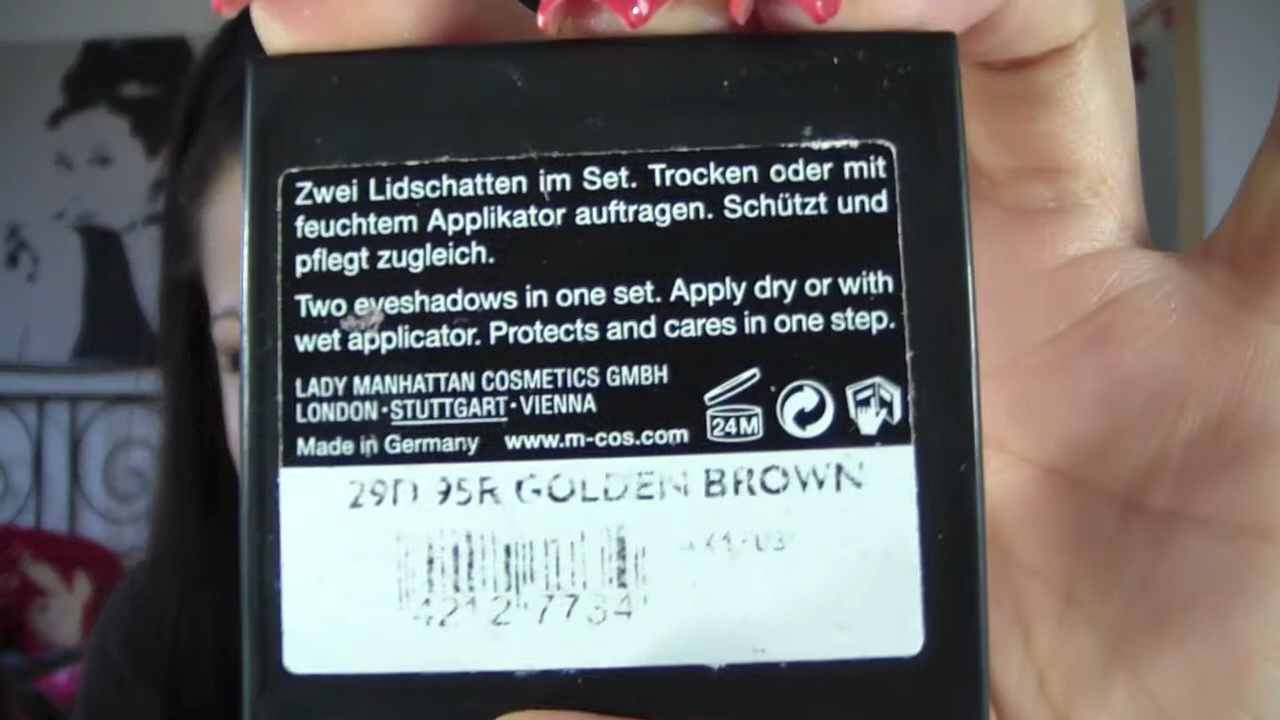 Zwei Lidschatten im Set. Trocken oder mit
feuchtem Applikator auftragen. Schützt und
pflegt zugleich.
Two eyeshadows in one set. Apply dry or with
wet applicator. Protects and cares in one step.
LADY MANHATTAN COSMETICS GMBH
LONDON·STUTTGART·VIENNA
24M
Made in Germany www.m-cos.com
29D 95R GOLDEN BROWN